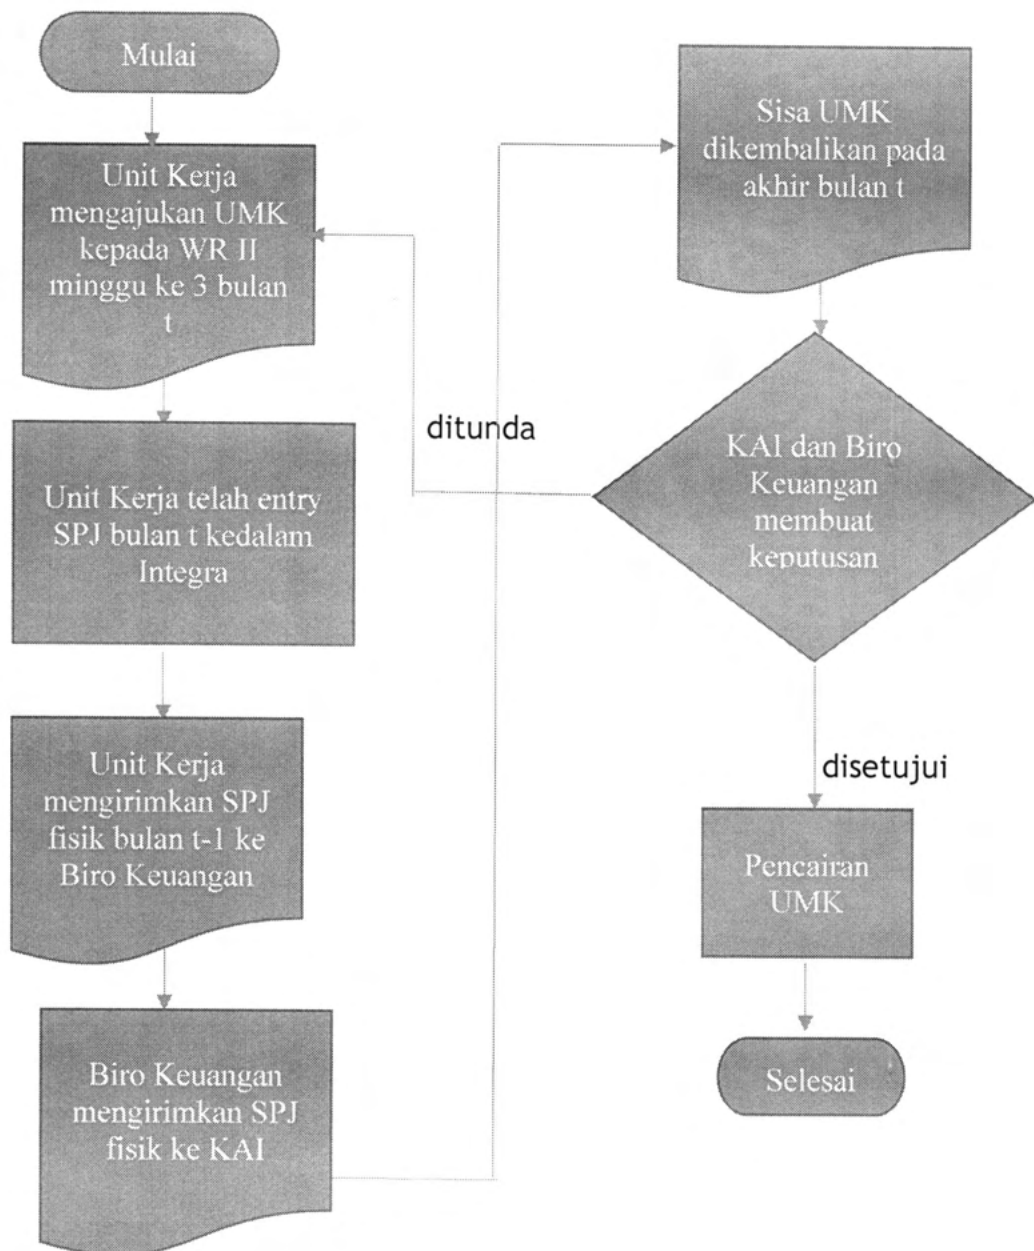 Mulai
Unit Kerja
mengajukan UMK
kepada WR II
minggu ke 3 bulan
t
Unit Kerja telah entry
SPJ bulan t kedalam
Integra
Unit Kerja
mengirimkan SPJ
fisik bulan t-1 ke
Biro Keuangan
Biro Keuangan
mengirimkan SPJ
fisik ke KAI
Sisa UMK
dikembalikan pada
akhir bulan t
KAI dan Biro
Keuangan
membuat
keputusan
ditunda
disetujui
Pencairan
UMK
Selesai